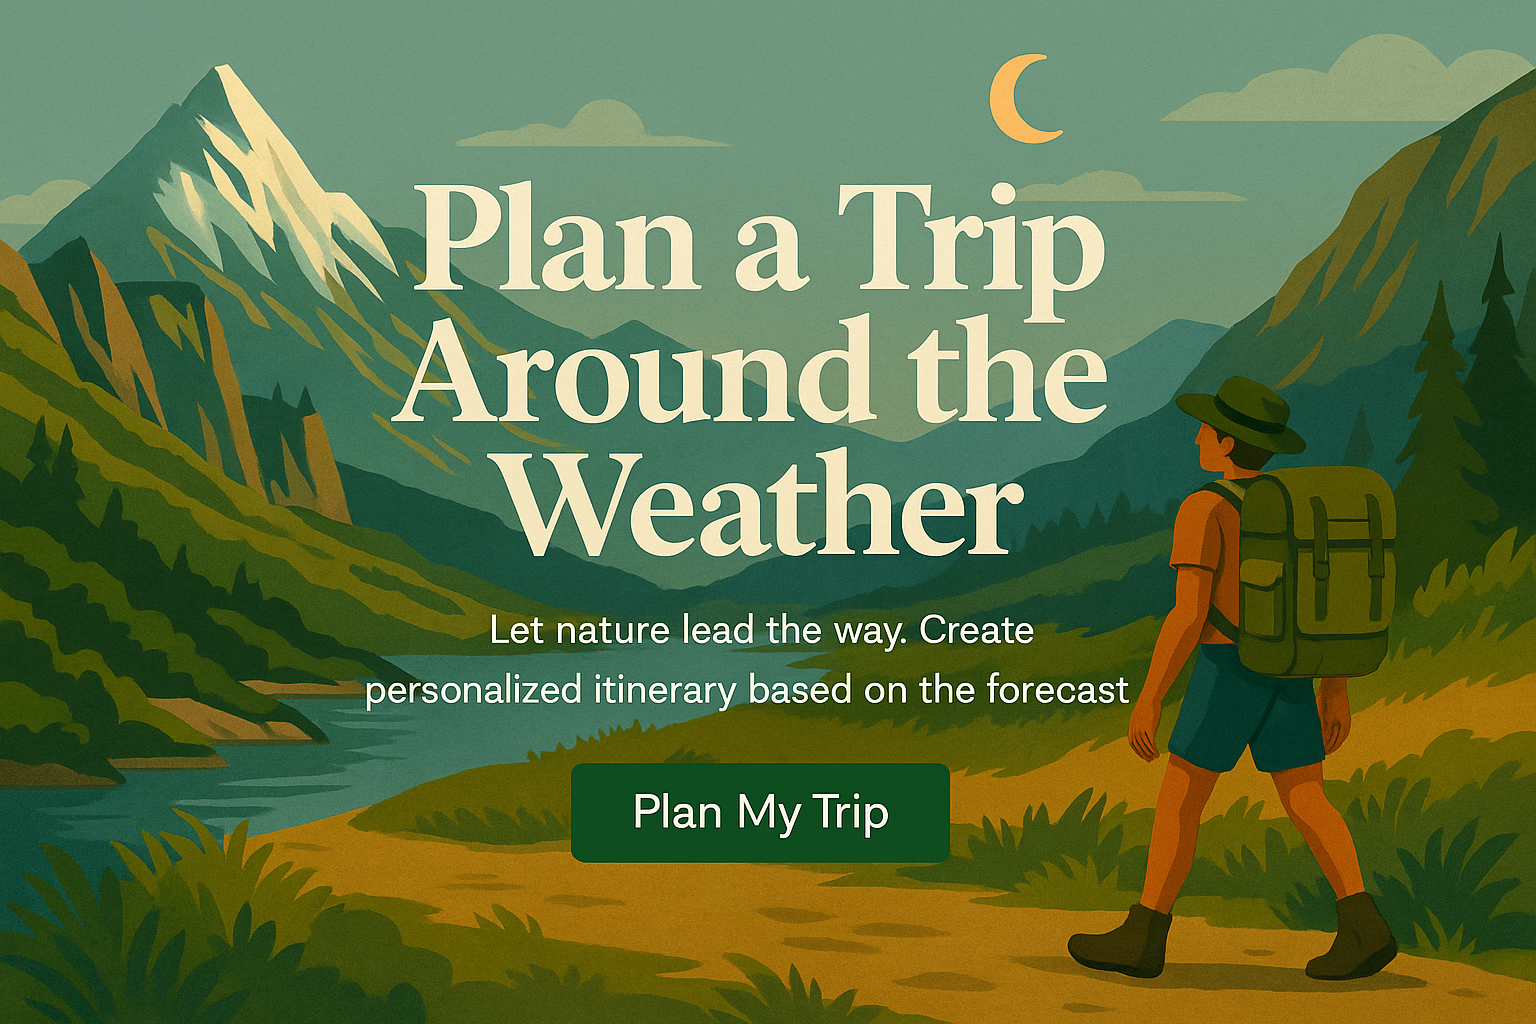 Plan a Trip
Around the
Weather
Let nature lead the way. Create
personalized itinerary based on the forecast
Plan My Trip